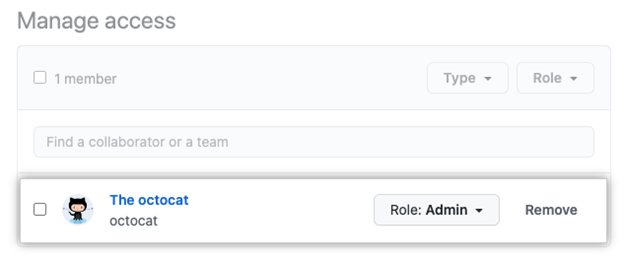 Manage access
1 member
Type
Role
Find a collaborator or a team
The octocat
octocat
Role: Admin
Remove